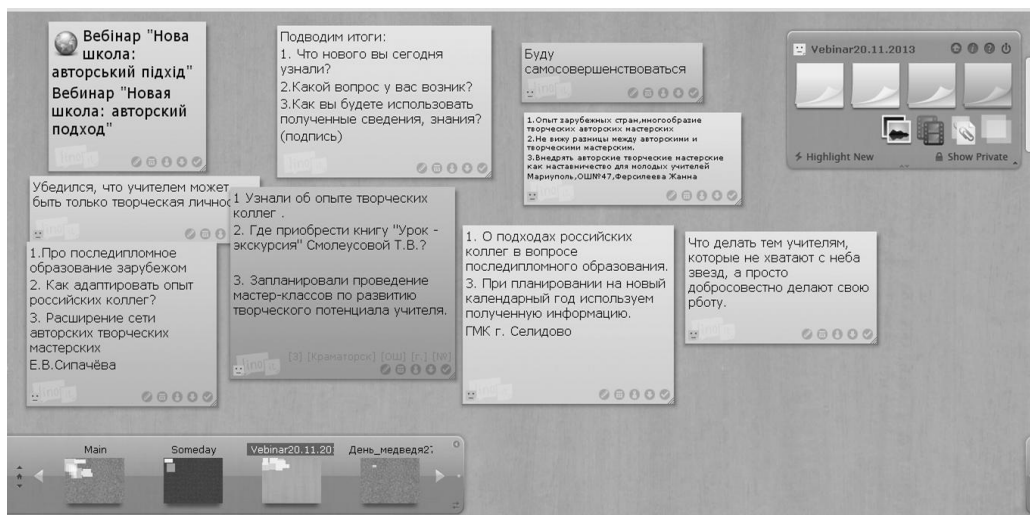 Вебінар "Нова
школа:
авторський підхід"
Вебинар "Новая
школа: авторский
подход"
Подводим итоги:
1. Что нового вы сегодня
узнали?
2.Какой вопрос у вас возник?
3.Как вы будете использовать
полученные сведения, знания?
(подпись)
Буду
самосовершенствоваться
1.Опыт зарубежных стран,многообразие
творческих авторских мастерских
2.Не вижу разницы между авторскими и
творческими мастерским.
3.Внедрять авторские творческие мастерские
как наставничество для молодых учителей
Мариуполь,ОШ№47,Ферсилеева Жанна
Vebinar20.11.2013
Highlight New
Show Private
Убедился, что учителем может
быть только творческая личнос
1.Про последипломное
образование зарубежом
2. Как адаптировать опыт
российских коллег?
3. Расширение сети
авторских творческих
мастерских
Е.В.Сипачёва
1 Узнали об опыте творческих
коллег .
2. Где приобрести книгу "Урок -
экскурсия" Смолеусовой Т.В.?
3. Запланировали проведение
мастер-классов по развитию
творческого потенциала учителя.
[3] [Краматорск] [ОШ] [г.] [№]
1. О подходах российских
коллег в вопросе
последипломного образования.
3. При планировании на новый
календарный год используем
полученную информацию.
ГМК г. Селидово
Что делать тем учителям,
которые не хватают с неба
звезд, а просто
добросовестно делают свою
рботу.
Main
Someday
Vebinar20.11.201
День_медведя2